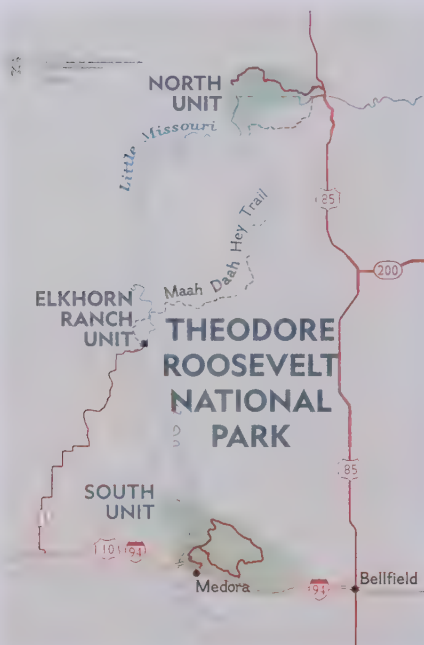 NORTH
UNIT
Little Missouri
85
200
Maah Daah Hey Trail
ELKHORN
RANCH
UNIT
THEODORE
ROOSEVELT
NATIONAL
PARK
85
SOUTH
UNIT
10
94
Medora
94
Bellfield